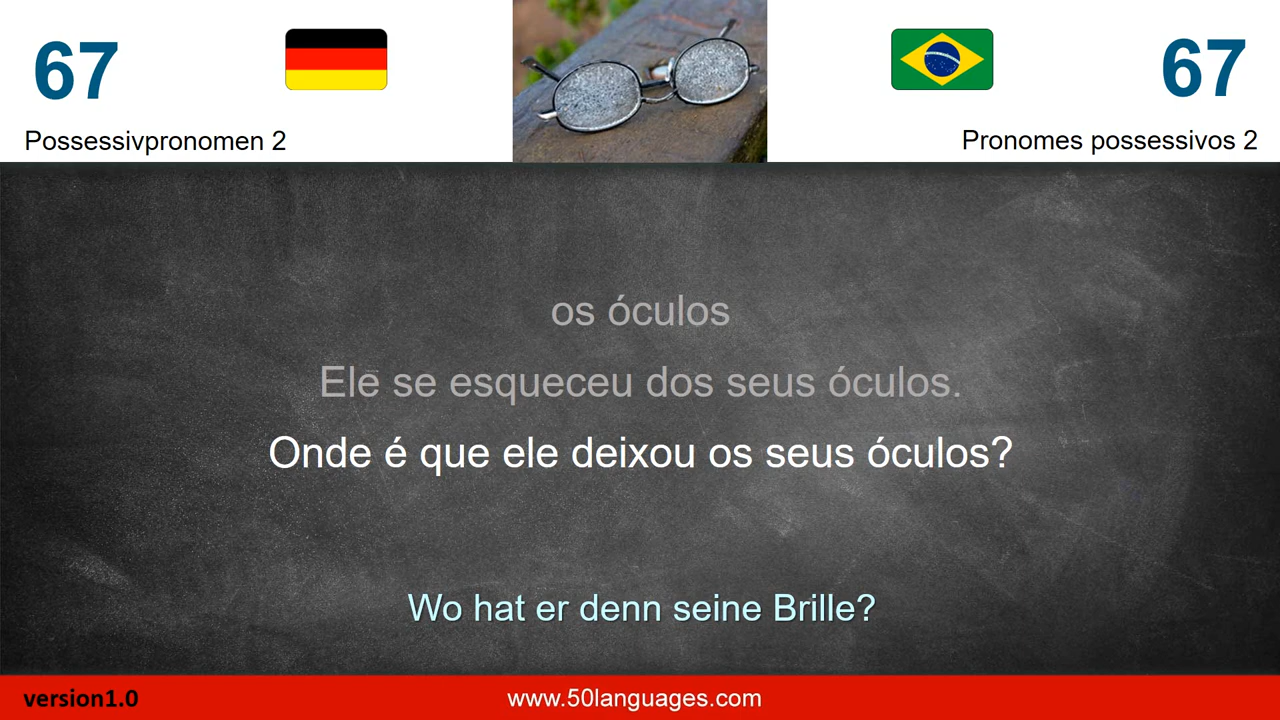 67
67
Possessivpronomen 2
Pronomes possessivos 2
os óculos
Ele se esqueceu dos seus óculos.
Onde é que ele deixou os seus óculos?
Wo hat er denn seine Brille?
version1.0
www.50languages.com